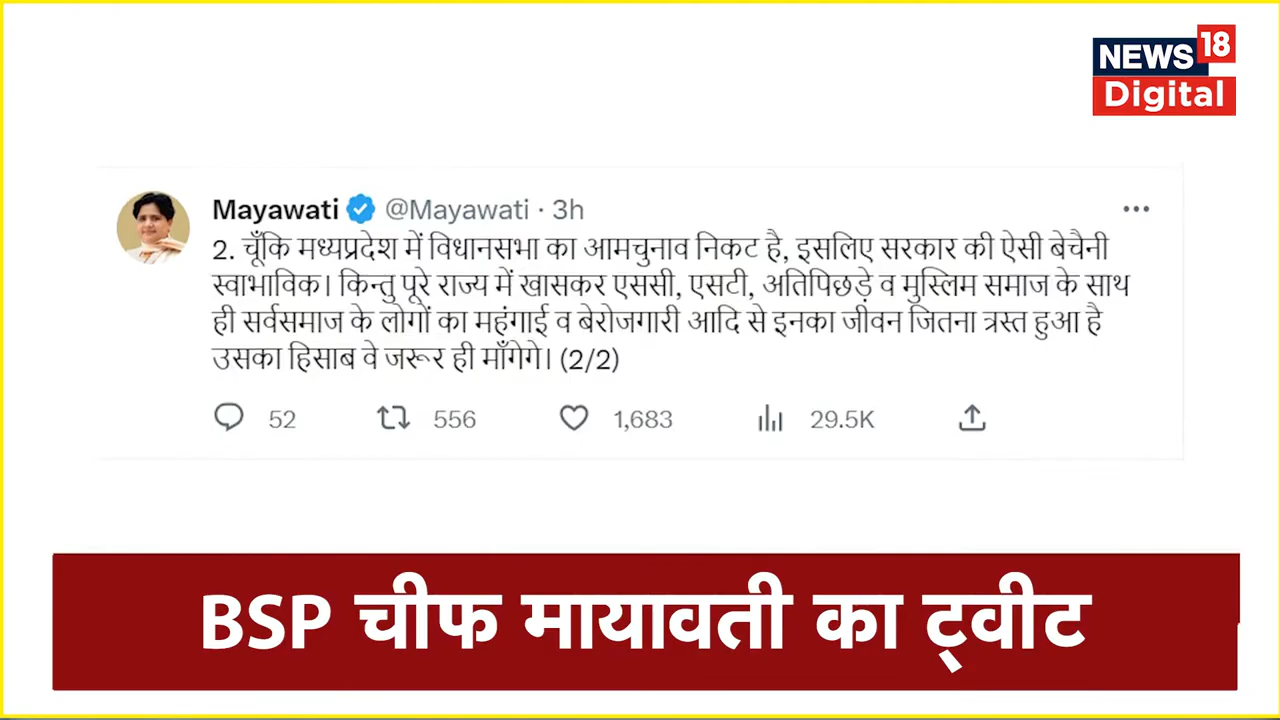 NEWS 18
Digital
Mayawati @Mayawati · 3h
2. चूँकि मध्यप्रदेश में विधानसभा का आमचुनाव निकट है, इसलिए सरकार की ऐसी बेचैनी
स्वाभाविक। किन्तु पूरे राज्य में खासकर एससी, एसटी, अतिपिछड़े व मुस्लिम समाज के साथ
ही सर्वसमाज के लोगों का महंगाई व बेरोजगारी आदि से इनका जीवन जितना त्रस्त हुआ है
उसका हिसाब वे जरूर ही माँगेगे। (2/2)
52 556 1,683 29.5K
BSP चीफ मायावती का ट्वीट